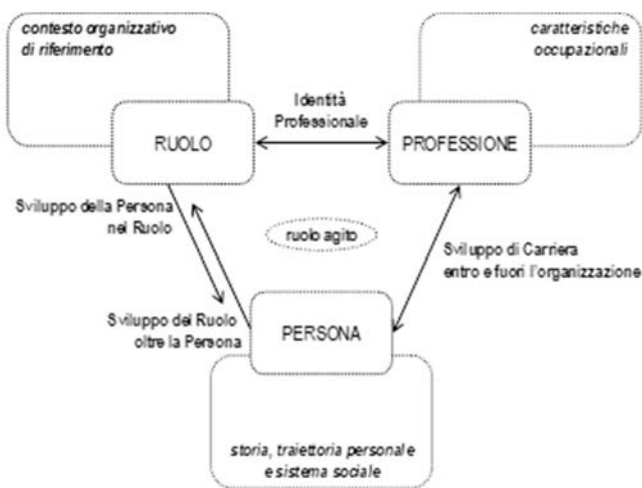 contesto organizzativo
di riferimento
caratteristiche
occupazionali
Identità
Professionale
RUOLO
PROFESSIONE
Sviluppo della Persona
nel Ruolo
ruolo agito
Sviluppo di Carriera
entro e fuori l'organizzazione
Sviluppo del Ruolo
oltre la Persona
PERSONA
storia, traiettoria personale
e sistema sociale